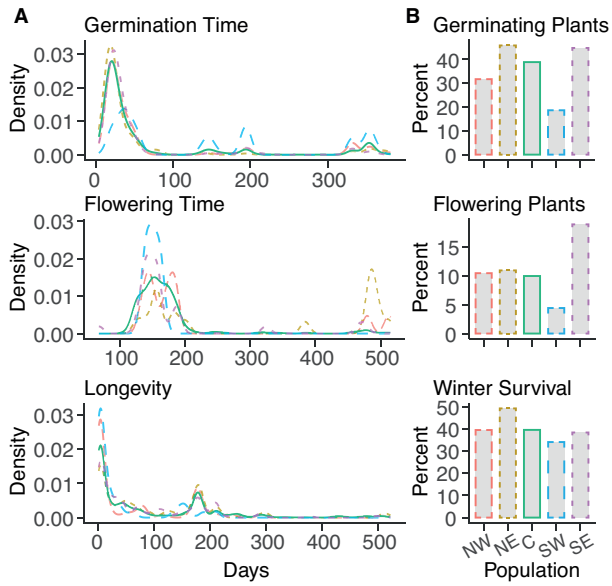 A
B
Germination Time
Germinating Plants
Density
0.03
0.02
0.01
0.00
0 100 200 300
Percent
40
30
20
10
0
Flowering Time
Flowering Plants
Density
0.03
0.02
0.01
0.00
100 200 300 400 500
Percent
15
10
5
0
Longevity
Winter Survival
Density
0.03
0.02
0.01
0.00
0 100 200 300 400 500
Days
Percent
50
40
30
20
10
0
NW NE C SW SE
Population